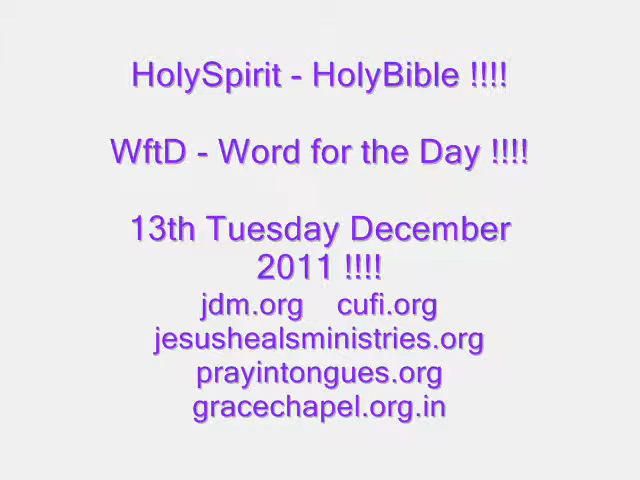 HolySpirit - HolyBible !!!!
WftD - Word for the Day !!!!
13th Tuesday December
2011 !!!!
jdm.org    cufi.org
jesushealsministries.org
prayintongues.org
gracechapel.org.in